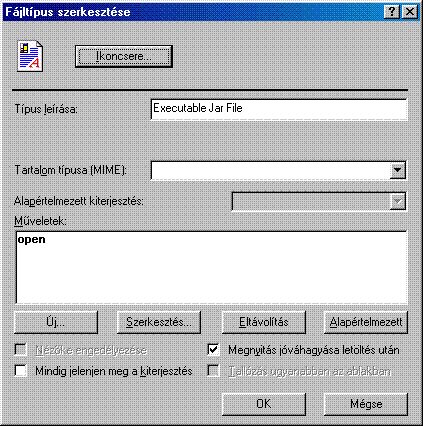 Fájltípus szerkesztése
Ikoncsere...
Típus leírása:
Executable Jar File
Tartalom típusa (MIME):
Alapértelmezett kiterjesztés:
Műveletek:
open
Új...
Szerkesztés...
Eltávolítás
Alapértelmezett
Nézőke engedélyezése
Megnyitás jóváhagyása letöltés után
Mindig jelenjen meg a kiterjesztés
Tallózás ugyanabban az ablakban
OK
Mégse